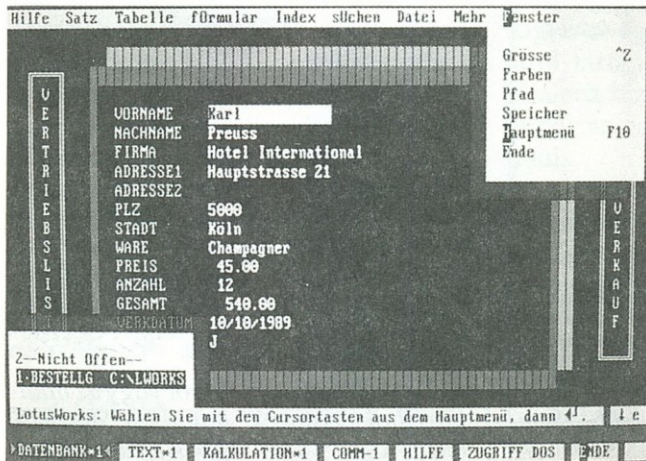 Hilfe Satz Tabelle fOrmular Index sUchen Datei Mehr Fenster
Grösse ^Z
Farben
Pfad
Speicher
Hauptmenü F10
Ende
VERTRIEBSLIS
VORNAME Karl
NACHNAME Preuss
FIRMA Hotel International
ADRESSE1 Hauptstrasse 21
ADRESSE2
PLZ 5000
STADT Köln
WARE Champagner
PREIS 45.00
ANZAHL 12
GESAMT 540.00
VERKDATUM 10/10/1989
J
VERKAUF
2--Nicht Offen--
1-BESTELLG C:\LWORKS
LotusWorks: Wählen Sie mit den Cursortasten aus dem Hauptmenü, dann ↵. ↓ e
DATENBANK*1 TEXT*1 KALKULATION*1 COMM-1 HILFE ZUGRIFF DOS ENDE